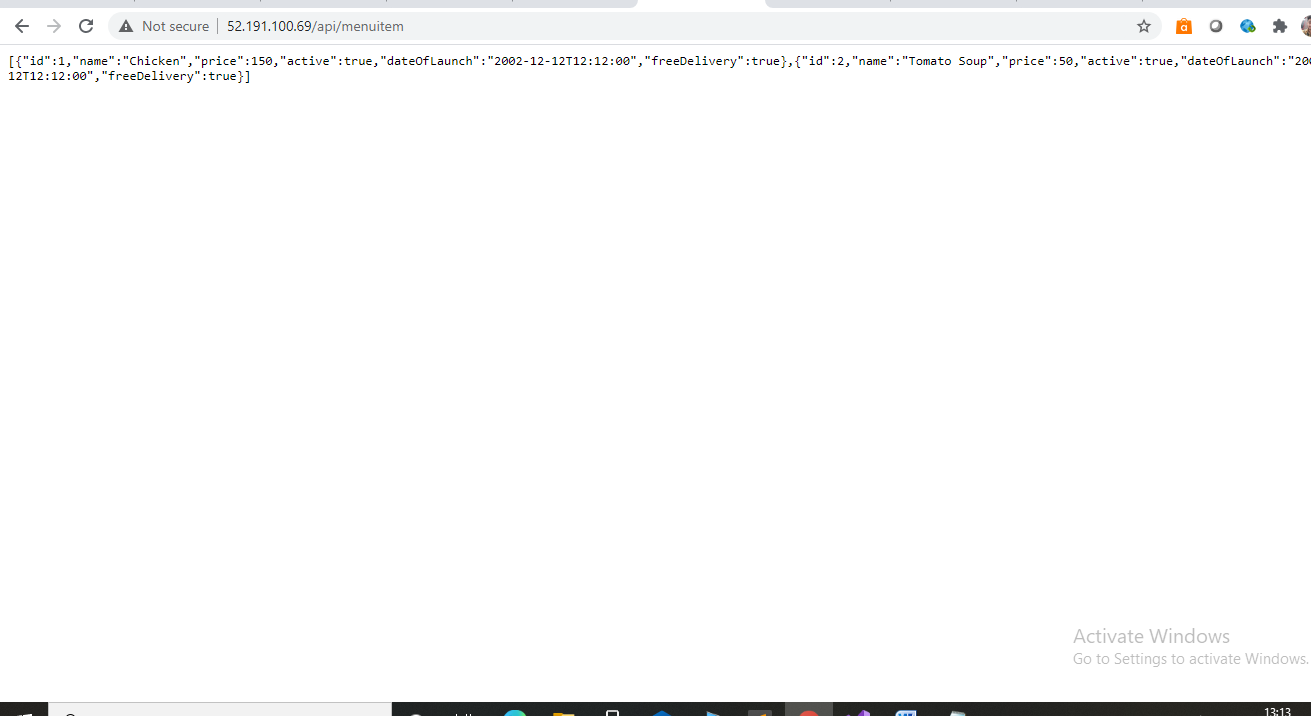 Not secure
52.191.100.69/api/menuitem
[{"id":1,"name":"Chicken","price":150,"active":true,"dateOfLaunch":"2002-12-12T12:12:00","freeDelivery":true},{"id":2,"name":"Tomato Soup","price":50,"active":true,"dateOfLaunch":"200
12T12:12:00","freeDelivery":true}]
Activate Windows
Go to Settings to activate Windows.
13:13